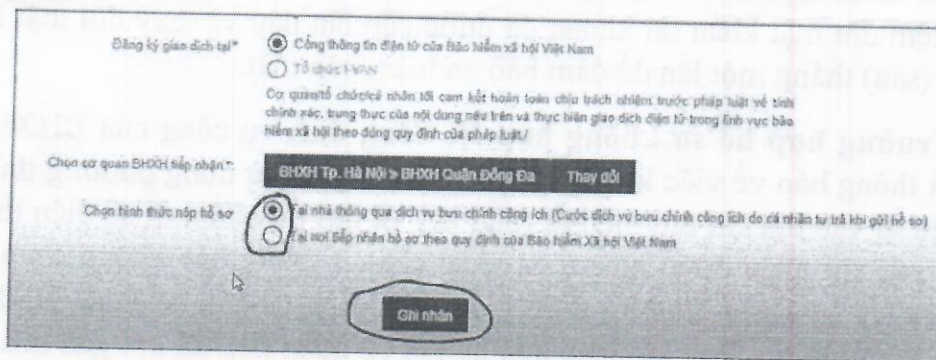 Đăng ký giao dịch tại*
Cổng thông tin điện tử của Bảo hiểm xã hội Việt Nam
Tổ chức I-VAN
Cơ quan/tổ chức/cá nhân tôi cam kết hoàn toàn chịu trách nhiệm trước pháp luật về tính
chính xác, trung thực của nội dung nêu trên và thực hiện giao dịch điện tử trong lĩnh vực bảo
hiểm xã hội theo đúng quy định của pháp luật./
Chọn cơ quan BHXH tiếp nhận*:
BHXH Tp. Hà Nội > BHXH Quận Đống Đa Thay đổi
Chọn hình thức nộp hồ sơ
Tại nhà thông qua dịch vụ bưu chính công ích (Cước dịch vụ bưu chính công ích do cá nhân tự trả khi gửi hồ sơ)
Tại nơi tiếp nhận hồ sơ theo quy định của Bảo hiểm Xã hội Việt Nam
Ghi nhận